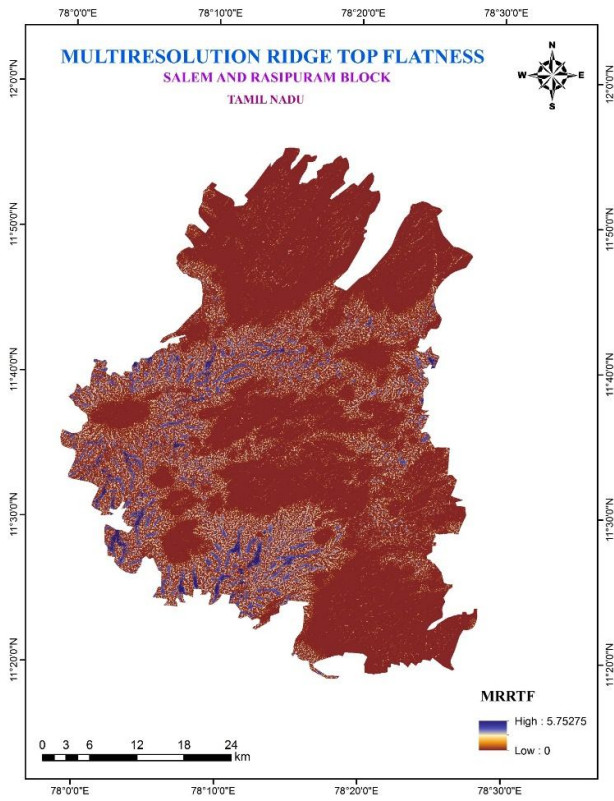 78°0'0"E 78°10'0"E 78°20'0"E 78°30'0"E
MULTIRESOLUTION RIDGE TOP FLATNESS
SALEM AND RASIPURAM BLOCK
TAMIL NADU
N
W E
S
12°0'0"N 12°0'0"N
11°50'0"N 11°50'0"N
11°40'0"N 11°40'0"N
11°30'0"N 11°30'0"N
11°20'0"N 11°20'0"N
MRRTF
High : 5.75275
Low : 0
0 3 6 12 18 24
km
78°0'0"E 78°10'0"E 78°20'0"E 78°30'0"E